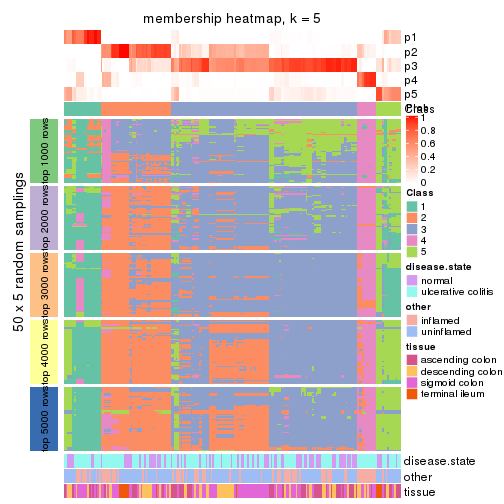 membership heatmap, k = 5
p1
p2
p3
p4
p5
Class
1
0.8
0.6
0.4
0.2
0
Class
1
2
3
4
5
disease.state
normal
ulcerative colitis
other
inflamed
uninflamed
tissue
ascending colon
descending colon
sigmoid colon
terminal ileum
50 x 5 random samplings
top 1000 rows
top 2000 rows
top 3000 rows
top 4000 rows
top 5000 rows
disease.state
other
tissue